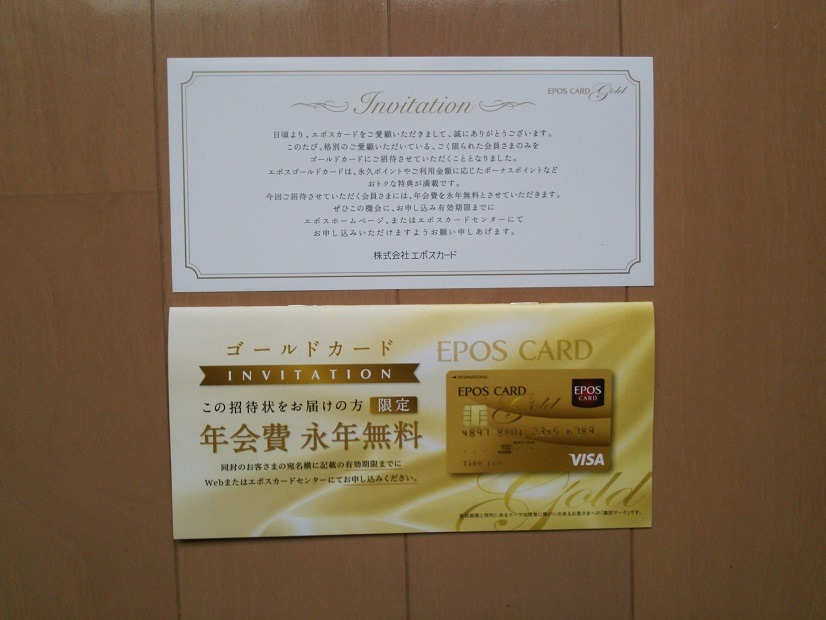 EPOS CARD Gold
Invitation
日頃より、エポスカードをご愛顧いただきまして、誠にありがとうございます。
このたび、格別のご愛顧いただいている、ごく限られた会員さまのみを
ゴールドカードにご招待させていただくこととなりました。
エポスゴールドカードは、永久ポイントやご利用金額に応じたボーナスポイントなど
おトクな特典が満載です。
今回ご招待させていただく会員さまには、年会費を永年無料とさせていただきます。
ぜひこの機会に、お申し込み有効期限までに
エポスホームページ、またはエポスカードセンターにて
お申し込みいただけますようお願い申しあげます。
株式会社 エポスカード
ゴールドカード
INVITATION
この招待状をお届けの方 限定
年会費 永年無料
同封のお客さまの宛名横に記載の有効期限までに
Webまたはエポスカードセンターにてお申し込みください。
EPOS CARD
INTERNATIONAL
EPOS CARD
Gold
EPOS
CARD
4897 8801 2345 6789
VISA
Gold